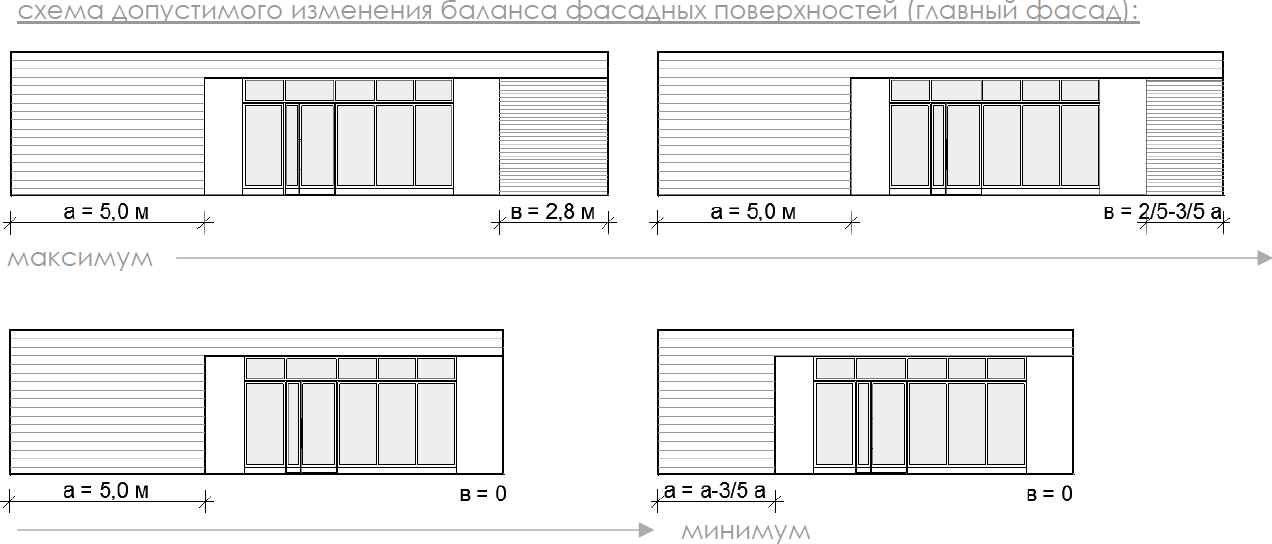 схема допустимого изменения баланса фасадных поверхностей (главный фасад):
а = 5,0 м
в = 2,8 м
а = 5,0 м
в = 2/5-3/5 а
максимум
а = 5,0 м
в = 0
а = а-3/5 а
в = 0
минимум